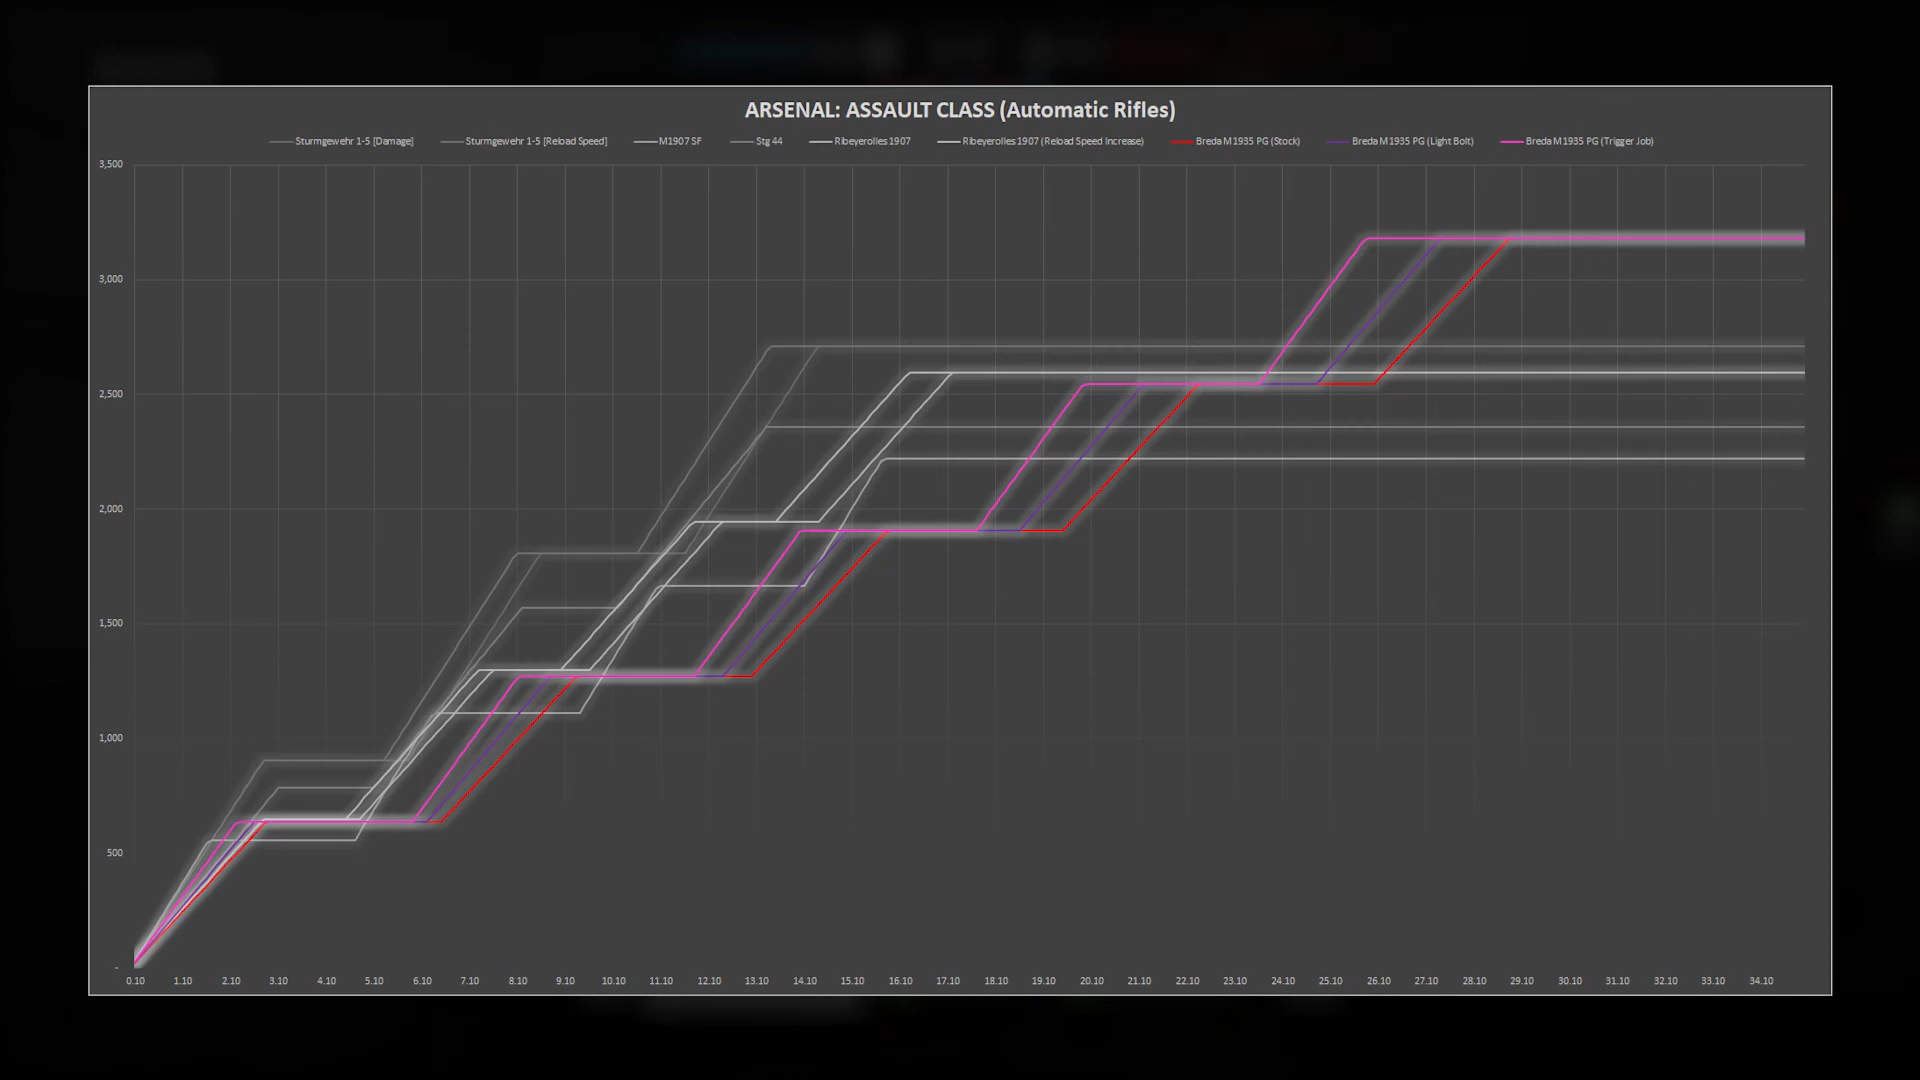 ARSENAL: ASSAULT CLASS (Automatic Rifles)
Sturmgewehr 1-5 [Damage] Sturmgewehr 1-5 [Reload Speed] M1907 SF Stg 44 Ribeyerolles 1907 Ribeyerolles 1907 (Reload Speed Increase) Breda M1935 PG (Stock) Breda M1935 PG (Light Bolt) Breda M1935 PG (Trigger Job)
3,500
3,000
2,500
2,000
1,500
1,000
500
-
0.10 1.10 2.10 3.10 4.10 5.10 6.10 7.10 8.10 9.10 10.10 11.10 12.10 13.10 14.10 15.10 16.10 17.10 18.10 19.10 20.10 21.10 22.10 23.10 24.10 25.10 26.10 27.10 28.10 29.10 30.10 31.10 32.10 33.10 34.10